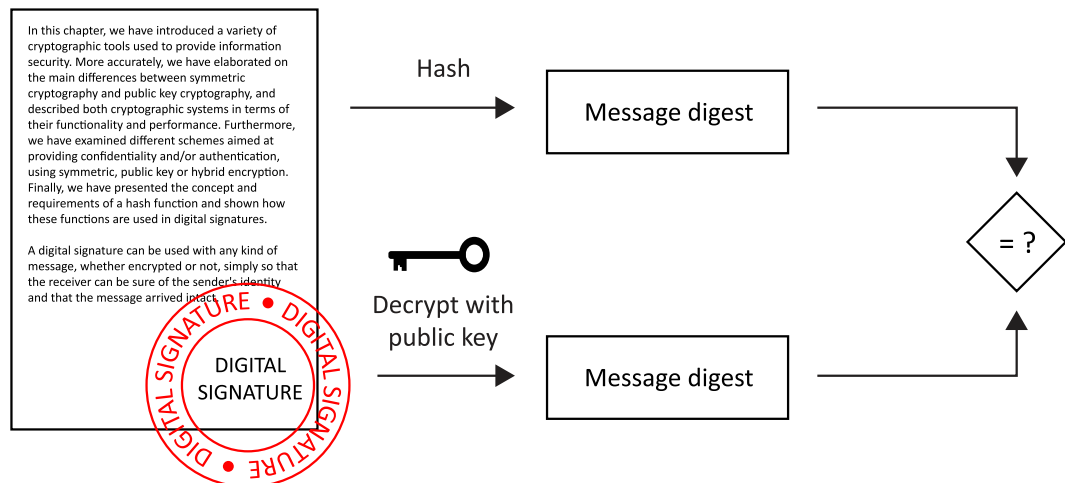 In this chapter, we have introduced a variety of
cryptographic tools used to provide information
security. More accurately, we have elaborated on
the main differences between symmetric
cryptography and public key cryptography, and
described both cryptographic systems in terms of
their functionality and performance. Furthermore,
we have examined different schemes aimed at
providing confidentiality and/or authentication,
using symmetric, public key or hybrid encryption.
Finally, we have presented the concept and
requirements of a hash function and shown how
these functions are used in digital signatures.
A digital signature can be used with any kind of
message, whether encrypted or not, simply so that
the receiver can be sure of the sender's identity
and that the message arrived intact.
DIGITAL SIGNATURE • DIGITAL SIGNATURE • 
DIGITAL
SIGNATURE
Hash
Message digest
Decrypt with
public key
Message digest
= ?